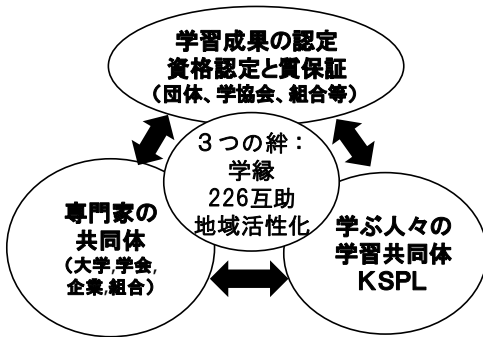 学習成果の認定
資格認定と質保証
（団体、学協会、組合等）
３つの絆：
学縁
226互助
地域活性化
専門家の
共同体
（大学,学会,
企業,組合）
学ぶ人々の
学習共同体
KSPL